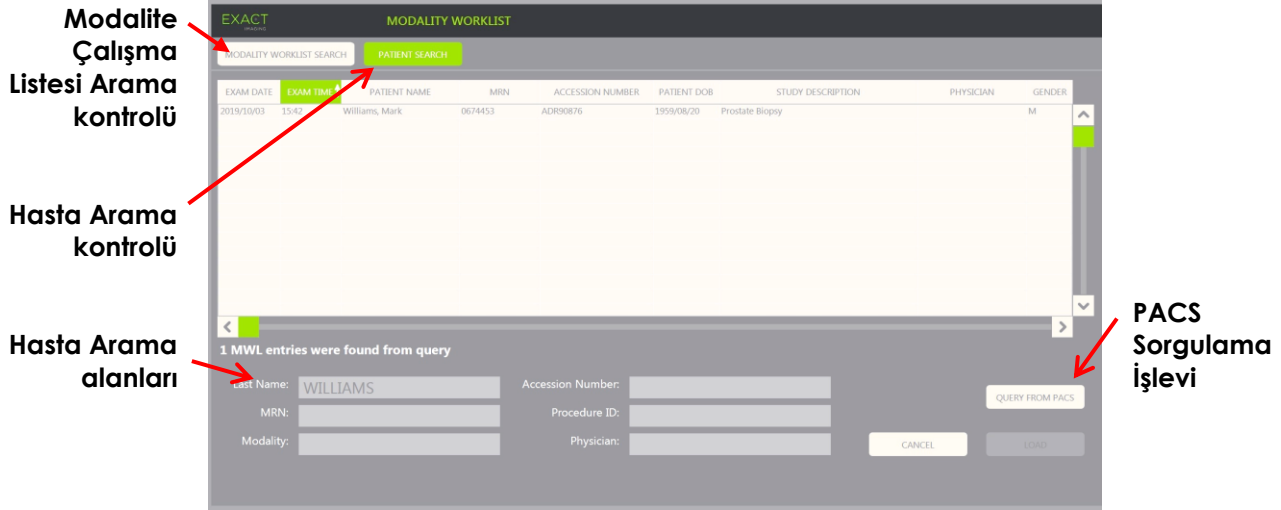 Modalite
Çalışma
Listesi Arama
kontrolü
Hasta Arama
kontrolü
Hasta Arama
alanları
EXACT
IMAGING
MODALITY WORKLIST
MODALITY WORKLIST SEARCH
PATIENT SEARCH
EXAM DATE EXAM TIME PATIENT NAME MRN ACCESSION NUMBER PATIENT DOB STUDY DESCRIPTION PHYSICIAN GENDER
2019/10/03 15:42 Williams, Mark 0674453 ADR90876 1959/08/20 Prostate Biopsy M
1 MWL entries were found from query
Last Name: WILLIAMS Accession Number:
MRN: Procedure ID:
Modality: Physician:
QUERY FROM PACS
CANCEL LOAD
PACS
Sorgulama
İşlevi